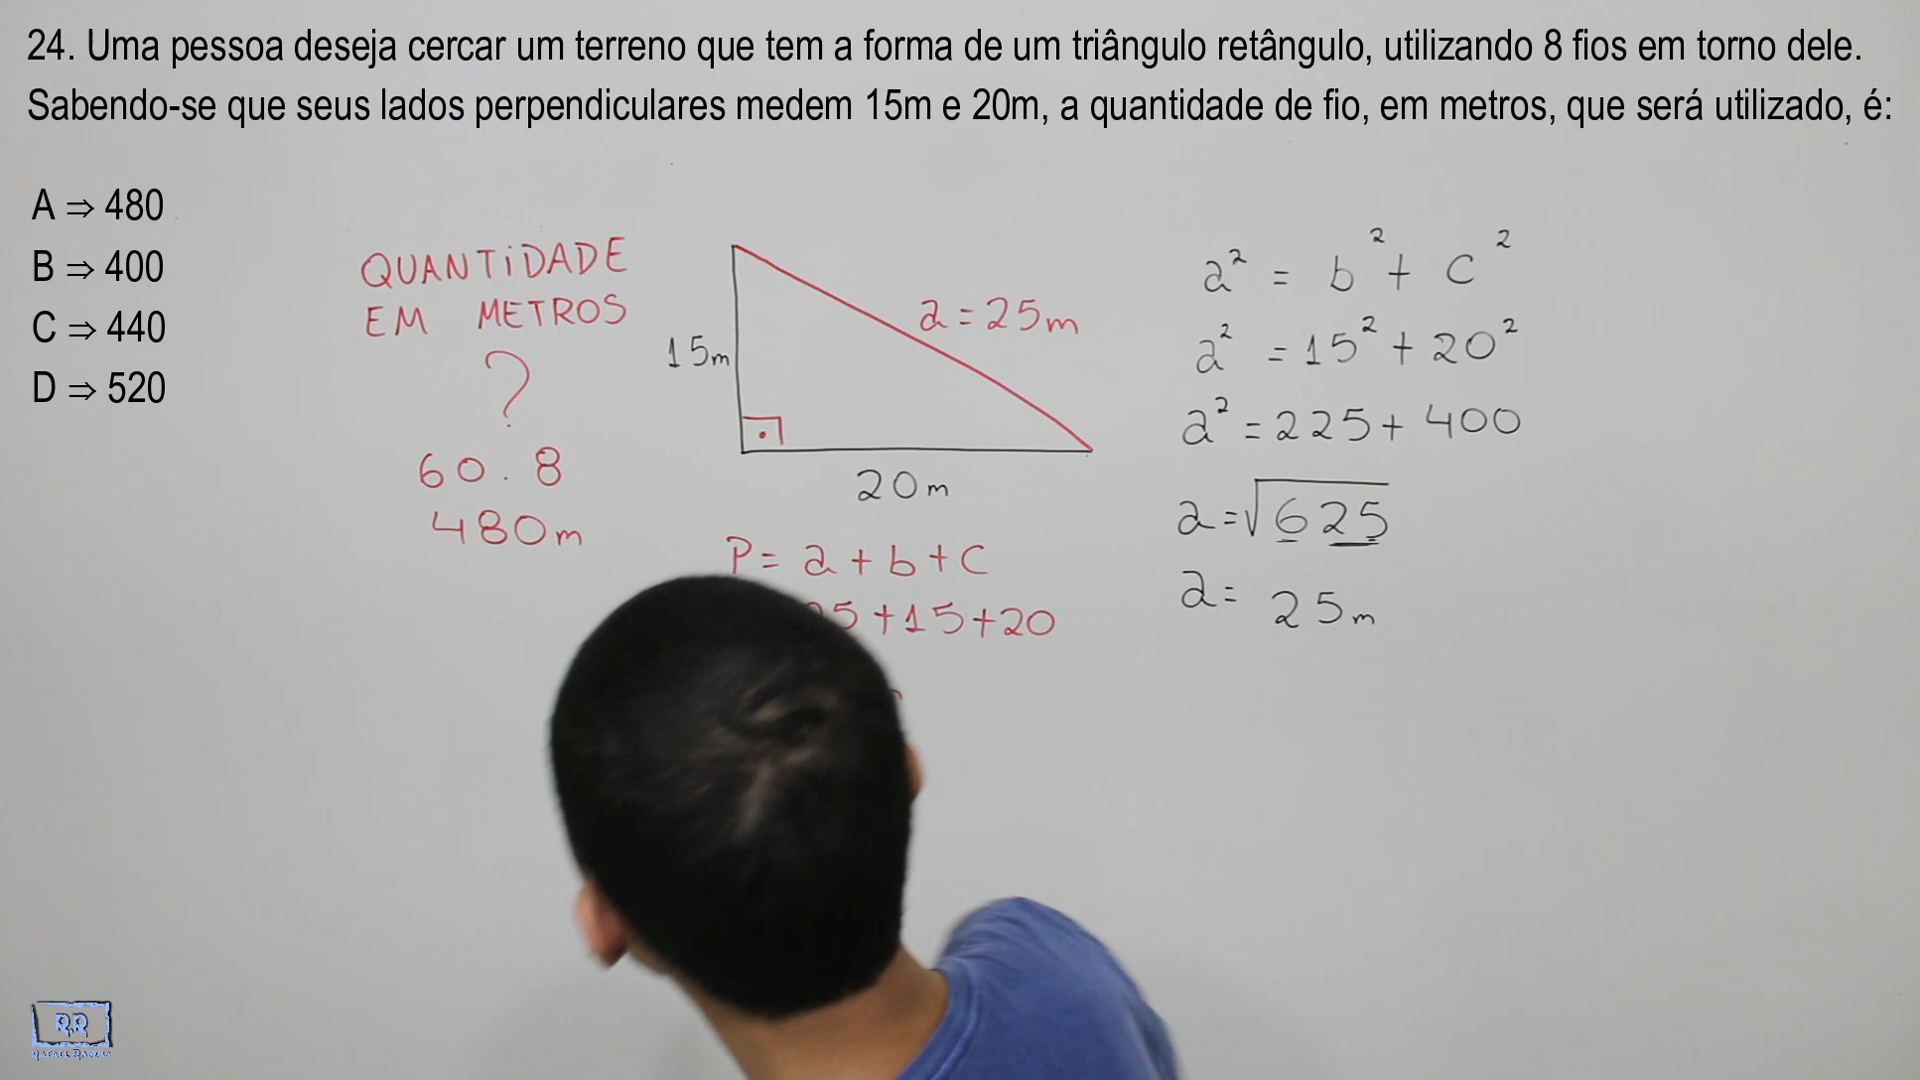 24. Uma pessoa deseja cercar um terreno que tem a forma de um triângulo retângulo, utilizando 8 fios em torno dele.
Sabendo-se que seus lados perpendiculares medem 15m e 20m, a quantidade de fio, em metros, que será utilizado, é:
A ⇒ 480
B ⇒ 400
C ⇒ 440
D ⇒ 520
QUANTiDADE
EM METROS
?
60 . 8
480m
15m
a = 25m
20m
P = a + b + c
5 + 15 + 20
a² = b² + c²
a² = 15² + 20²
a² = 225 + 400
a = √625
a = 25m
RR